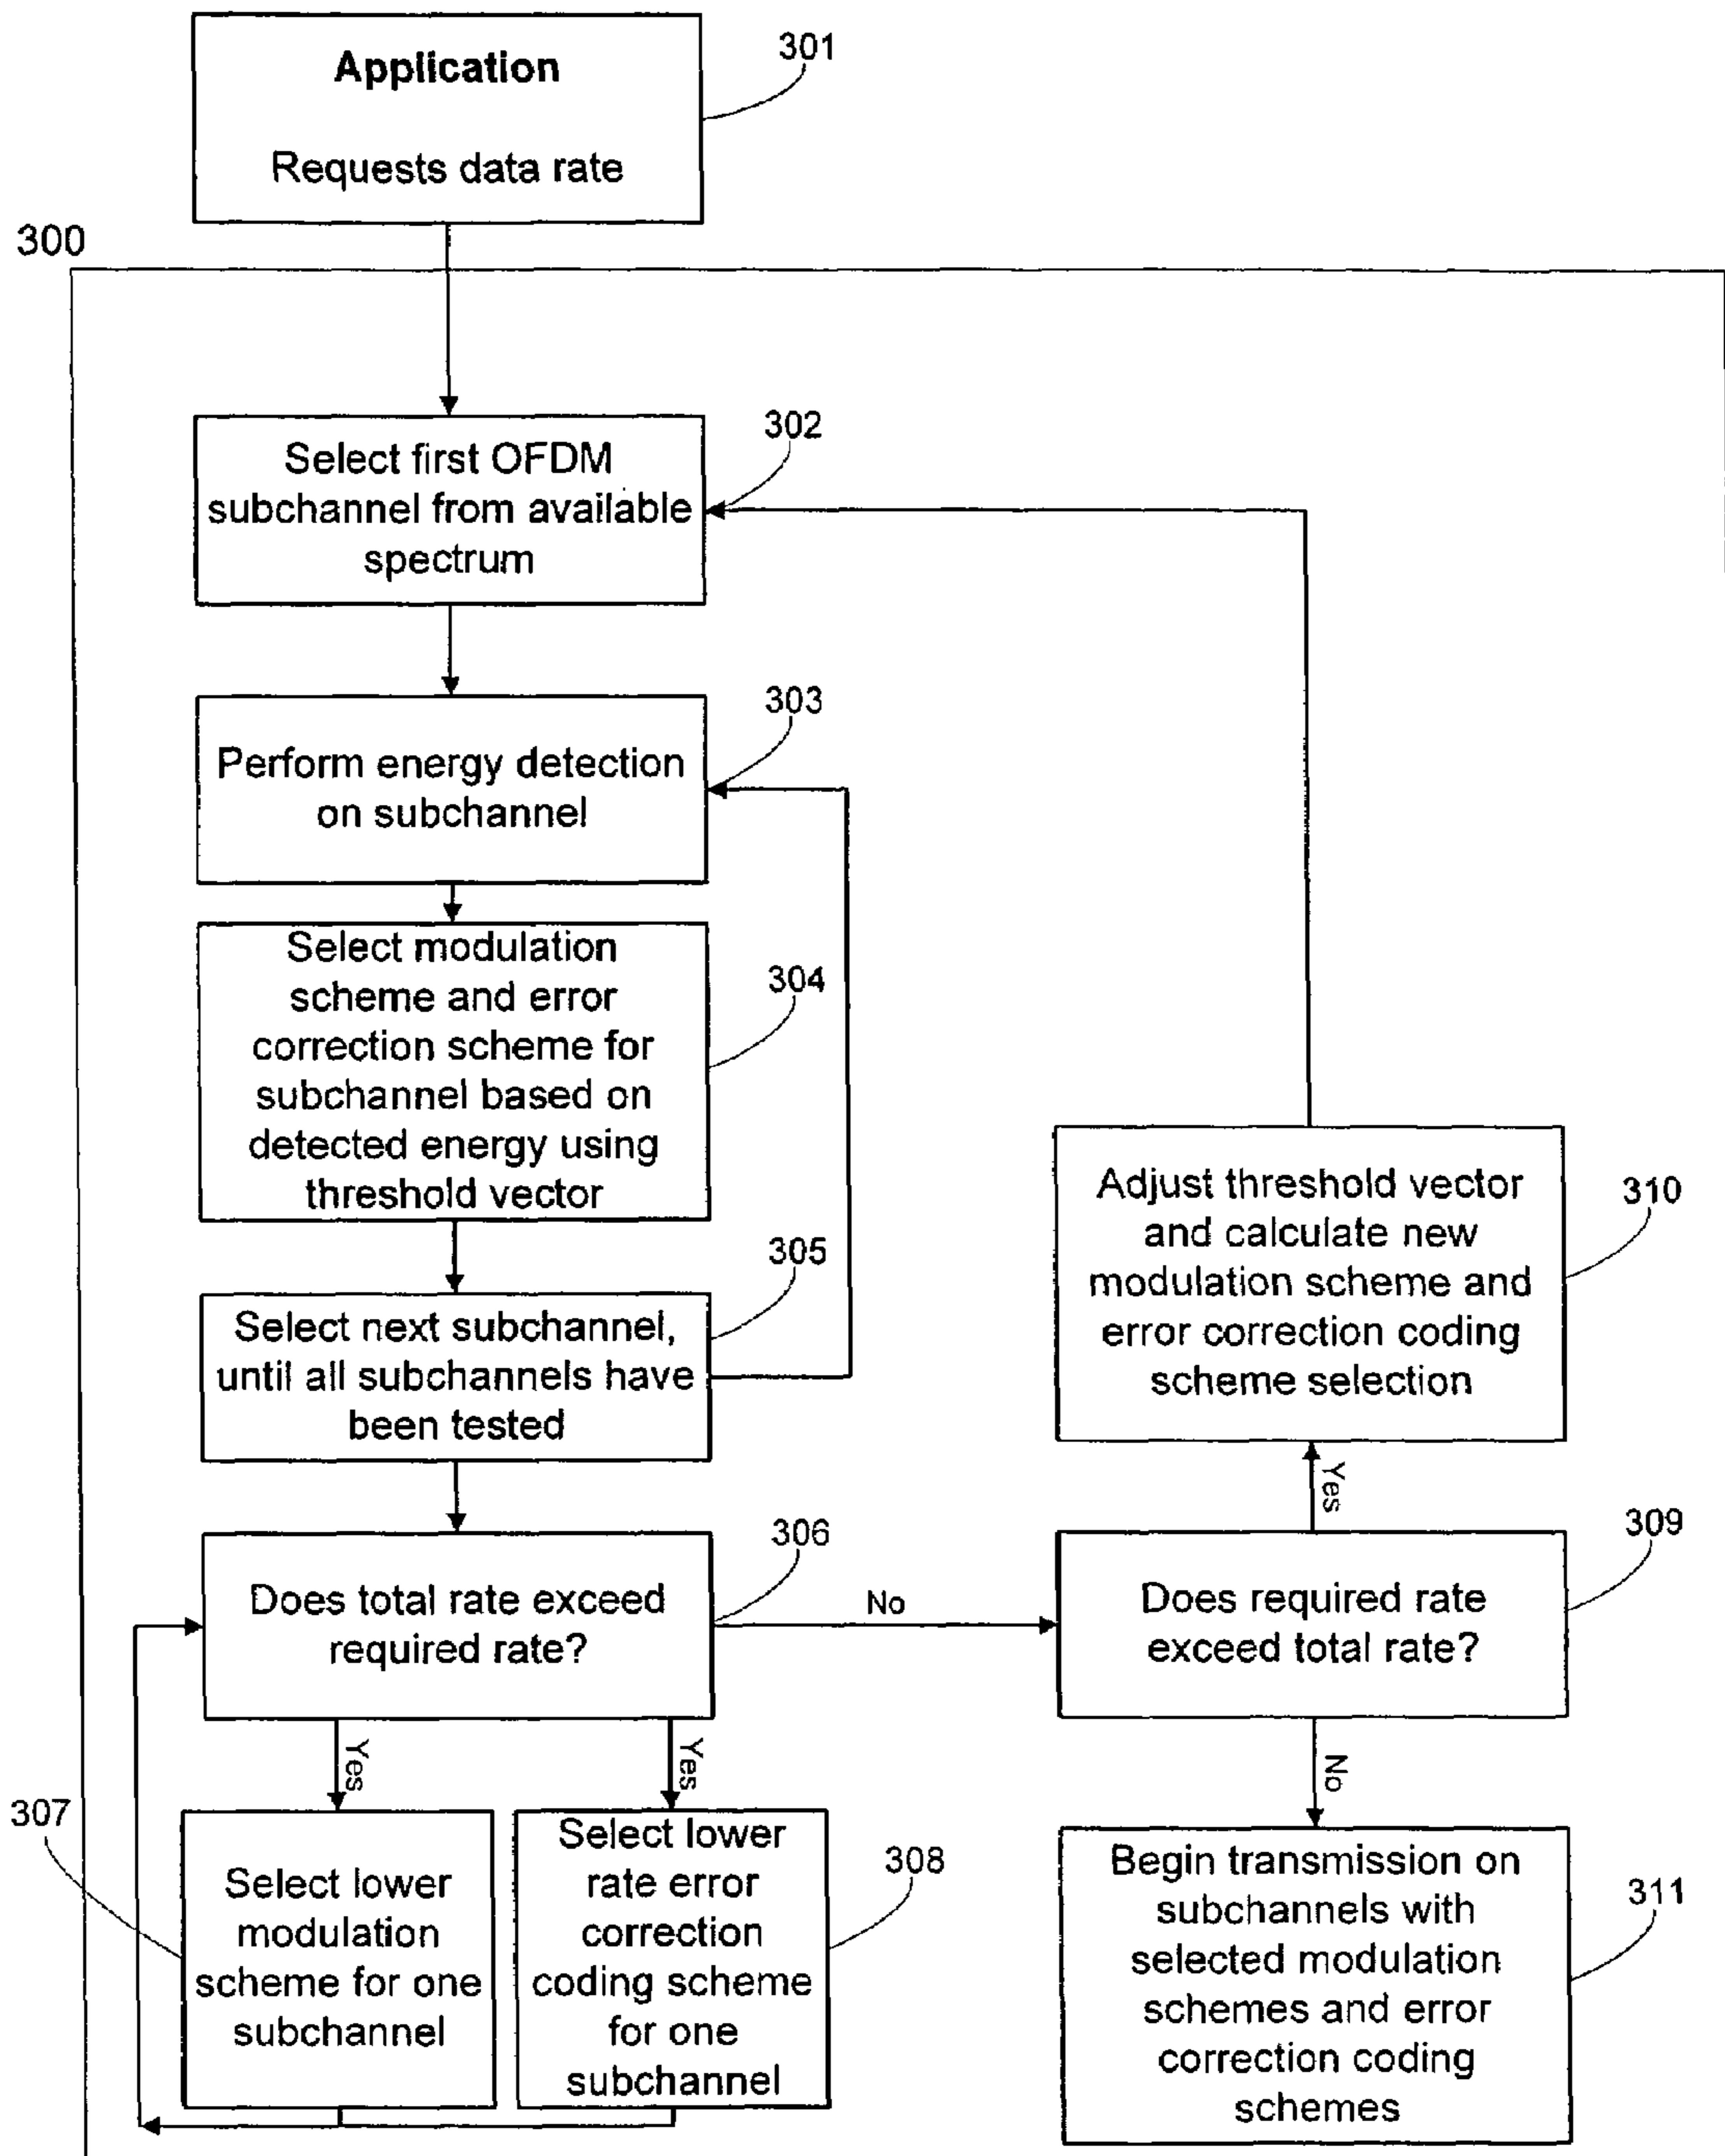 Application
Requests data rate
301
300
Select first OFDM
subchannel from available
spectrum
302
Perform energy detection
on subchannel
303
Select modulation
scheme and error
correction scheme for
subchannel based on
detected energy using
threshold vector
304
Select next subchannel,
until all subchannels have
been tested
305
Adjust threshold vector
and calculate new
modulation scheme and
error correction coding
scheme selection
310
Yes
Does total rate exceed
required rate?
306
No
Does required rate
exceed total rate?
309
Yes
Yes
No
307
Select lower
modulation
scheme for one
subchannel
Select lower
rate error
correction
coding scheme
for one
subchannel
308
Begin transmission on
subchannels with
selected modulation
schemes and error
correction coding
schemes
311